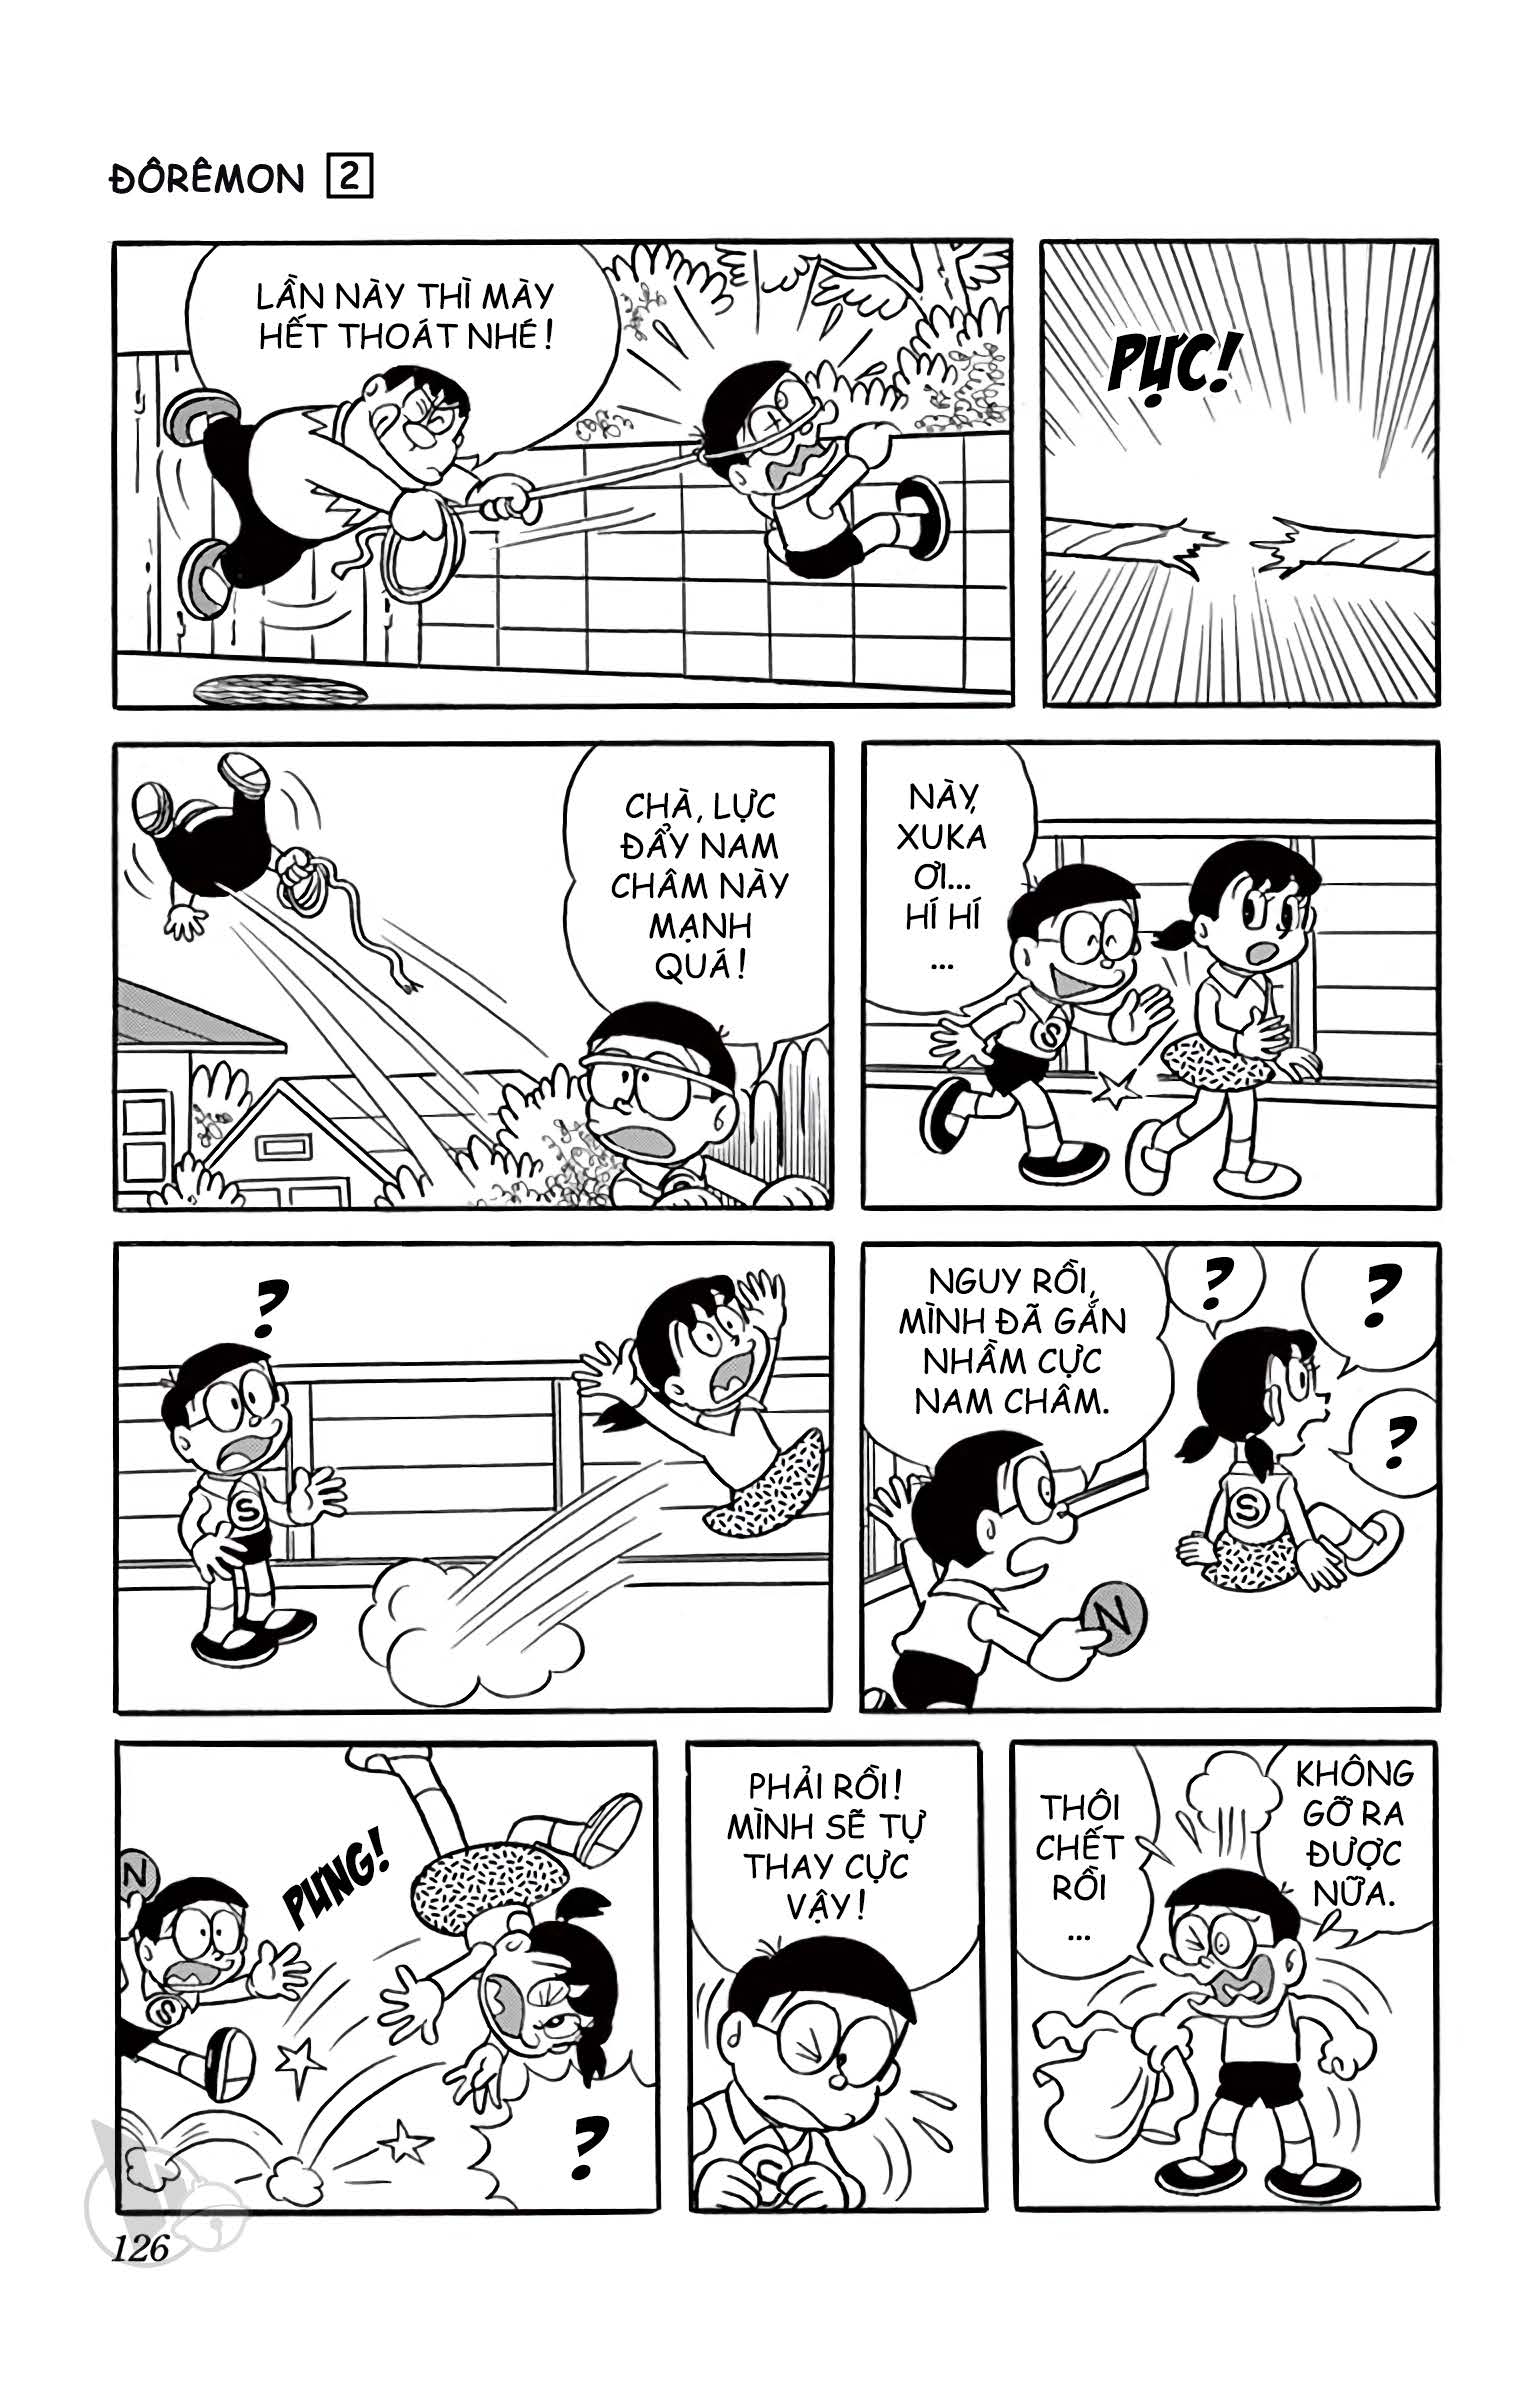 ĐÔRÊMON 2
LẦN NÀY THÌ MÀY
HẾT THOÁT NHÉ!
PỰC!
CHÀ, LỰC
ĐẨY NAM
CHÂM NÀY
MẠNH
QUÁ!
NÀY,
XUKA
ƠI...
HÍ HÍ
...
S
?
S
NGUY RỒI,
MÌNH ĐÃ GẮN
NHẦM CỰC
NAM CHÂM.
?
?
?
S
N
N
S
PƯNG!
?
PHẢI RỒI!
MÌNH SẼ TỰ
THAY CỰC
VẬY!
S
THÔI
CHẾT
RỒI
...
KHÔNG
GỠ RA
ĐƯỢC
NỮA.
126